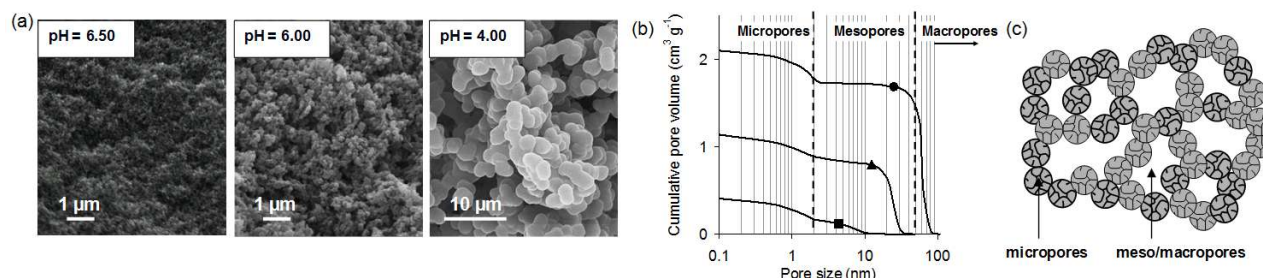 (a)
pH = 6.50
pH = 6.00
pH = 4.00
1 µm
1 µm
10 µm
(b)
Cumulative pore volume (cm³ g⁻¹)
Micropores
Mesopores
Macropores
2
1
0
0.1
1
10
100
Pore size (nm)
(c)
micropores
meso/macropores